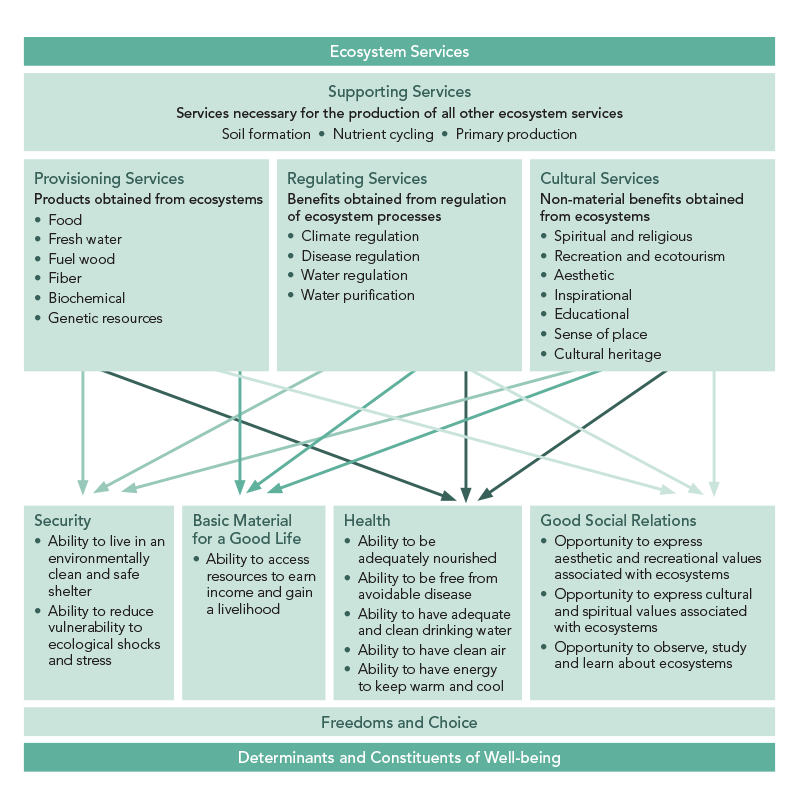 Ecosystem Services
Supporting Services
Services necessary for the production of all other ecosystem services
Soil formation • Nutrient cycling • Primary production
Provisioning Services
Products obtained from ecosystems
• Food
• Fresh water
• Fuel wood
• Fiber
• Biochemical
• Genetic resources
Regulating Services
Benefits obtained from regulation
of ecosystem processes
• Climate regulation
• Disease regulation
• Water regulation
• Water purification
Cultural Services
Non-material benefits obtained
from ecosystems
• Spiritual and religious
• Recreation and ecotourism
• Aesthetic
• Inspirational
• Educational
• Sense of place
• Cultural heritage
Security
• Ability to live in an
environmentally
clean and safe
shelter
• Ability to reduce
vulnerability to
ecological shocks
and stress
Basic Material
for a Good Life
• Ability to access
resources to earn
income and gain
a livelihood
Health
• Ability to be
adequately nourished
• Ability to be free from
avoidable disease
• Ability to have adequate
and clean drinking water
• Ability to have clean air
• Ability to have energy
to keep warm and cool
Good Social Relations
• Opportunity to express
aesthetic and recreational values
associated with ecosystems
• Opportunity to express cultural
and spiritual values associated
with ecosystems
• Opportunity to observe, study
and learn about ecosystems
Freedoms and Choice
Determinants and Constituents of Well-being